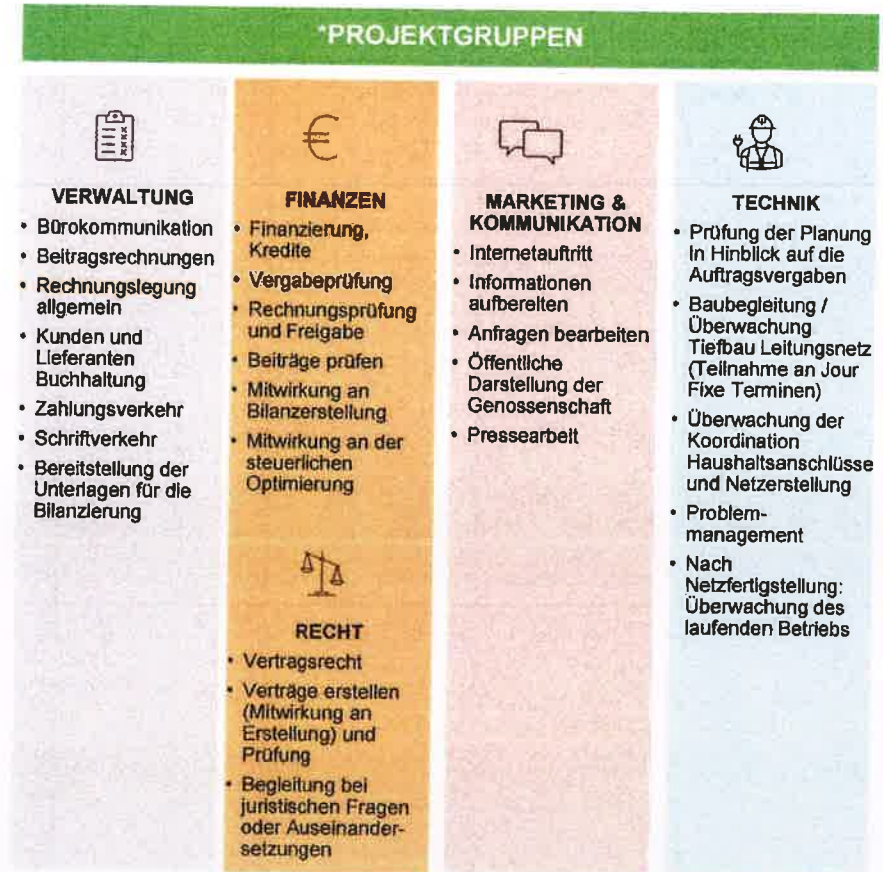 *PROJEKTGRUPPEN
VERWALTUNG
• Bürokommunikation
• Beitragsrechnungen
• Rechnungslegung
allgemein
• Kunden und
Lieferanten
Buchhaltung
• Zahlungsverkehr
• Schriftverkehr
• Bereitstellung der
Unterlagen für die
Bilanzierung
€
FINANZEN
• Finanzierung,
Kredite
• Vergabeprüfung
• Rechnungsprüfung
und Freigabe
• Beiträge prüfen
• Mitwirkung an
Bilanzerstellung
• Mitwirkung an der
steuerlichen
Optimierung
RECHT
• Vertragsrecht
• Verträge erstellen
(Mitwirkung an
Erstellung) und
Prüfung
• Begleitung bei
juristischen Fragen
oder Auseinander-
setzungen
MARKETING &
KOMMUNIKATION
• Internetauftritt
• Informationen
aufbereiten
• Anfragen bearbeiten
• Öffentliche
Darstellung der
Genossenschaft
• Pressearbeit
TECHNIK
• Prüfung der Planung
In Hinblick auf die
Auftragsvergaben
• Baubegleitung /
Überwachung
Tiefbau Leitungsnetz
(Teilnahme an Jour
Fixe Terminen)
• Überwachung der
Koordination
Haushaltsanschlüsse
und Netzerstellung
• Problem-
management
• Nach
Netzfertigstellung:
Überwachung des
laufenden Betriebs